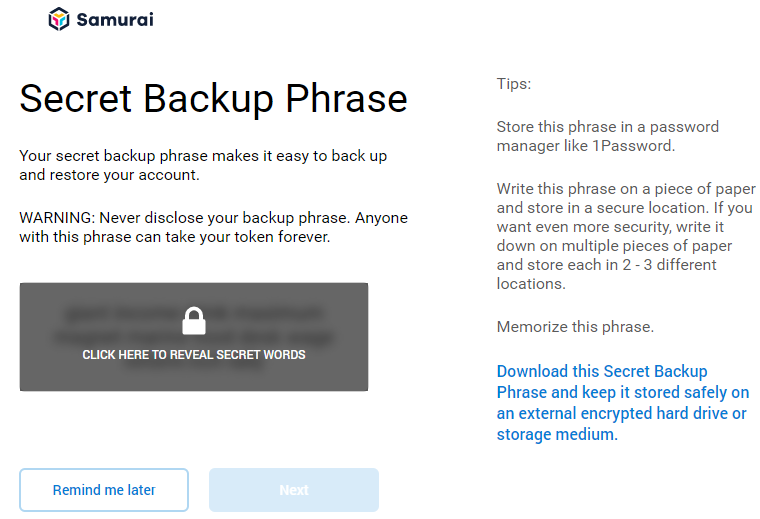 Samurai
Secret Backup Phrase
Your secret backup phrase makes it easy to back up
and restore your account.
WARNING: Never disclose your backup phrase. Anyone
with this phrase can take your token forever.
CLICK HERE TO REVEAL SECRET WORDS
Remind me later
Next
Tips:
Store this phrase in a password
manager like 1Password.
Write this phrase on a piece of paper
and store in a secure location. If you
want even more security, write it
down on multiple pieces of paper
and store each in 2 - 3 different
locations.
Memorize this phrase.
Download this Secret Backup
Phrase and keep it stored safely on
an external encrypted hard drive or
storage medium.